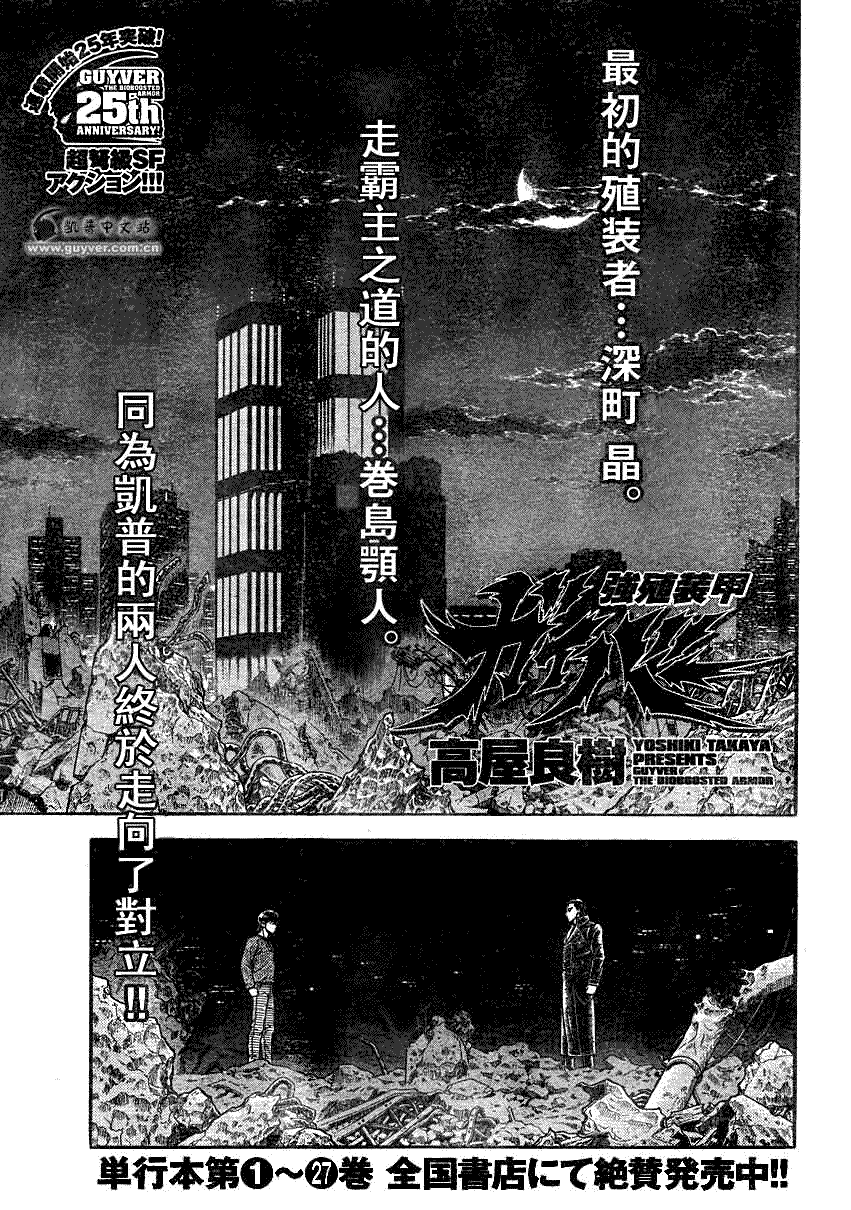 最初的殖装者…深町 晶。
走霸主之道的人…巻島顎人。
同為凱普的兩人終於走向了對立!!
連載開始25年突破!
GUYVER
THE BIOBOOSTED
ARMOR
25th
ANNIVERSARY!
超弩級SF
アクション!!!
凱普中文站
www.guyver.com.cn
強殖装甲
ガイバー
高屋良樹
YOSHIKI TAKAYA
PRESENTS
GUYVER
THE BIOBOOSTED ARMOR
単行本第❶〜㉗巻 全国書店にて絶賛発売中!!